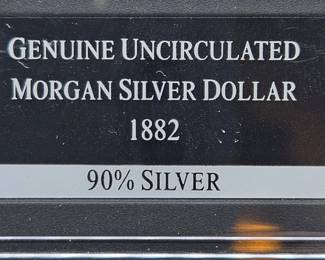 GENUINE UNCIRCULATED
MORGAN SILVER DOLLAR
1882
90% SILVER